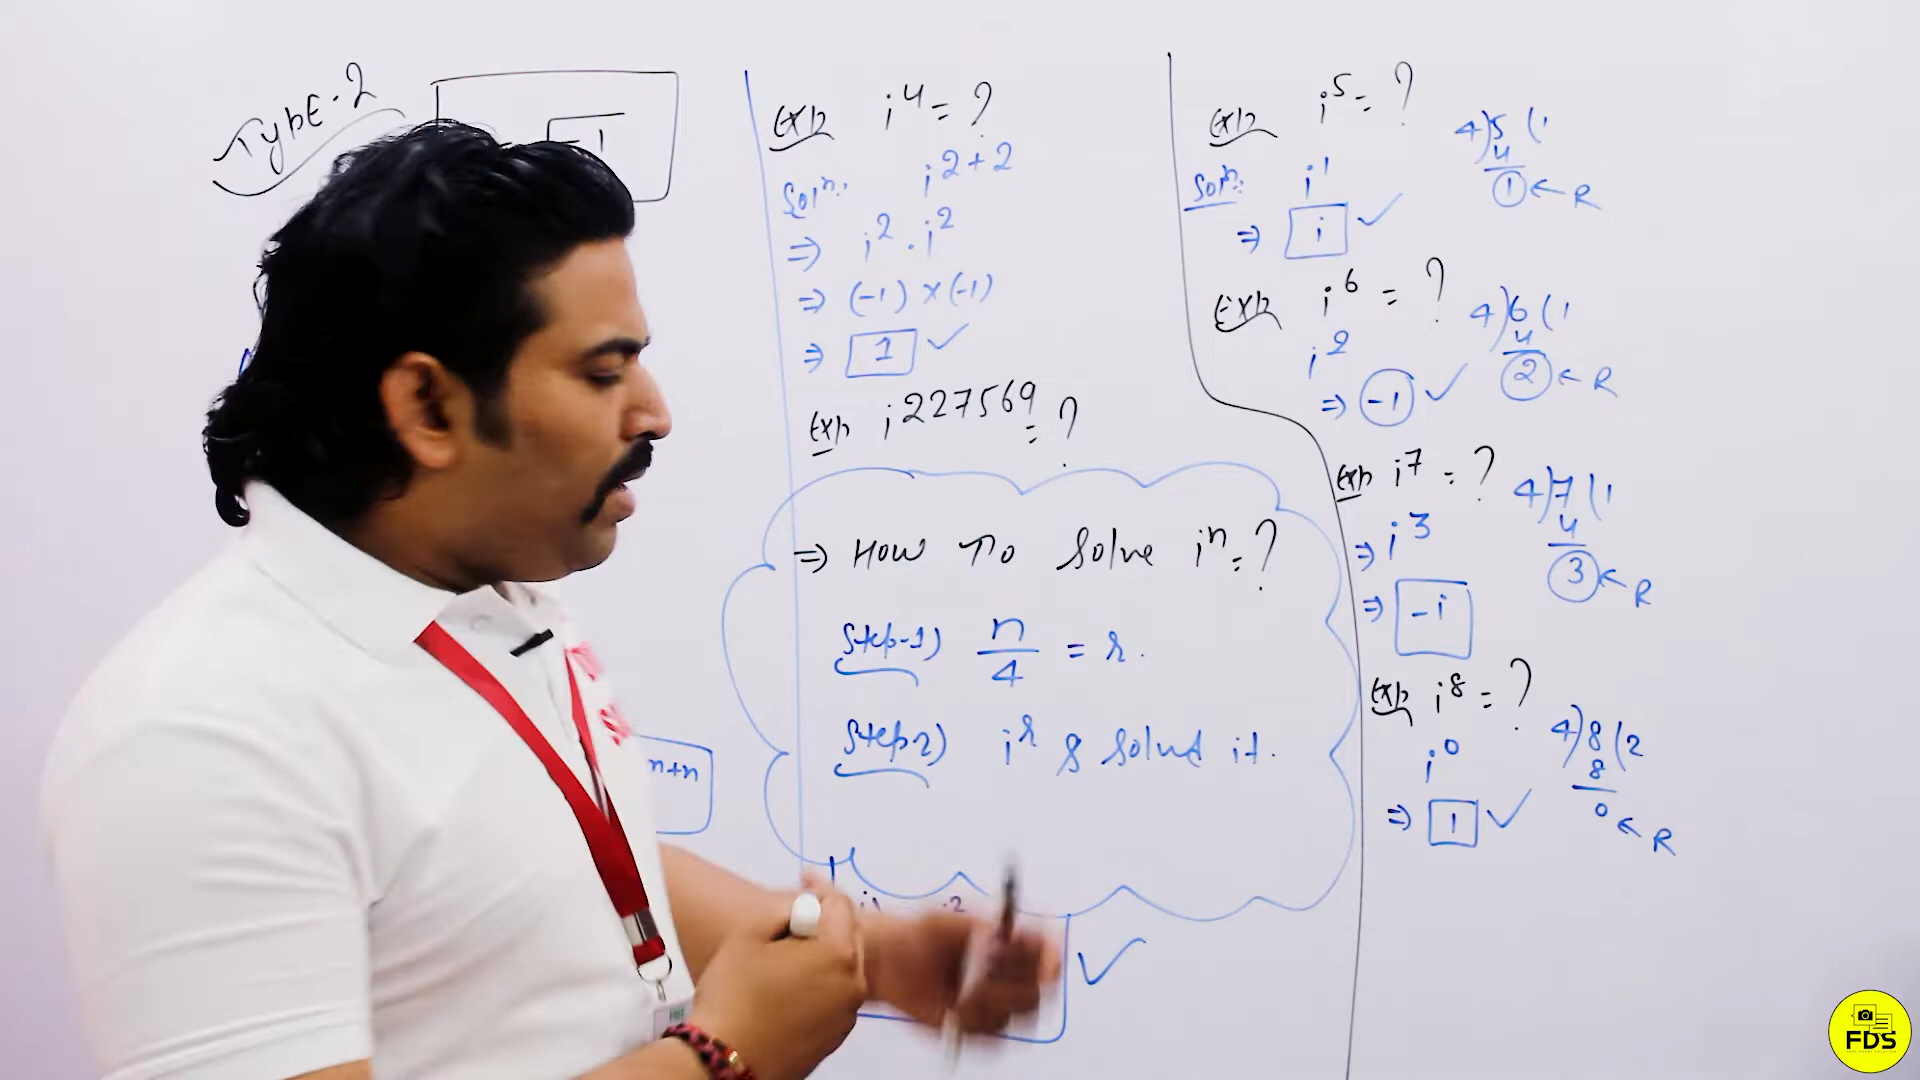 TypE-2
-1
n+n
Exp i⁴ = ?
Solⁿ: i²⁺²
⇒ i² . i²
⇒ (-1) × (-1)
⇒ 1 ✓
Exp i²²⁷⁵⁶⁹ = ?
⇒ How To Solve iⁿ = ?
Step-1) n/4 = r.
Step-2) iʳ & Solve it.
i²
✓
Exp i⁵ = ?
4)5(1
4
1 ← R
Solⁿ: i¹
⇒ i ✓
Exp i⁶ = ?
4)6(1
4
2 ← R
i²
⇒ -1 ✓
Exp i⁷ = ?
4)7(1
4
3 ← R
⇒ i³
⇒ -i
Exp i⁸ = ?
4)8(2
8
0 ← R
i⁰
⇒ 1 ✓
FDS